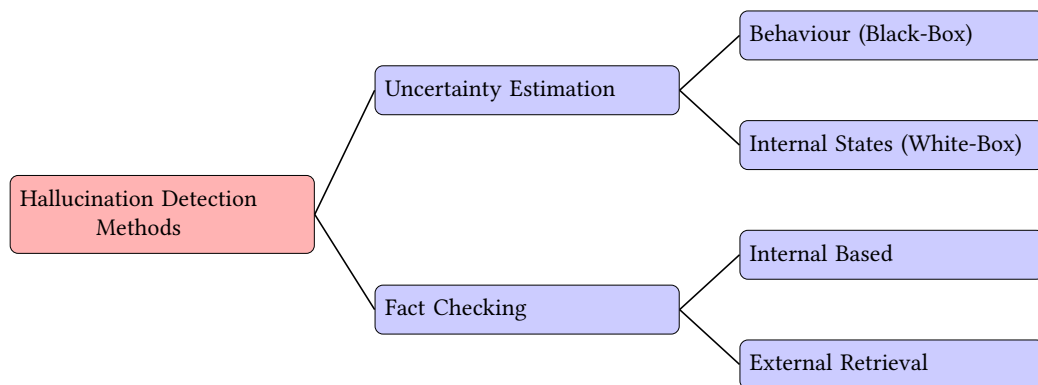 Behaviour (Black-Box)
Uncertainty Estimation
Internal States (White-Box)
Hallucination Detection
Methods
Internal Based
Fact Checking
External Retrieval